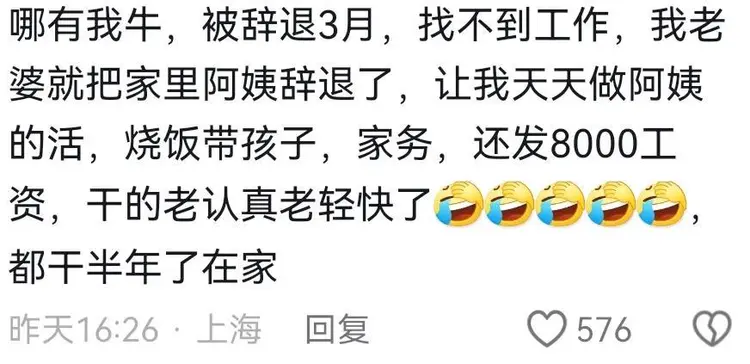 哪有我牛，被辞退3月，找不到工作，我老
婆就把家里阿姨辞退了，让我天天做阿姨
的活，烧饭带孩子，家务，还发8000工
资，干的老认真老轻快了🤣🤣🤣🤣🤣，
都干半年了在家
昨天16:26 · 上海 回复 576